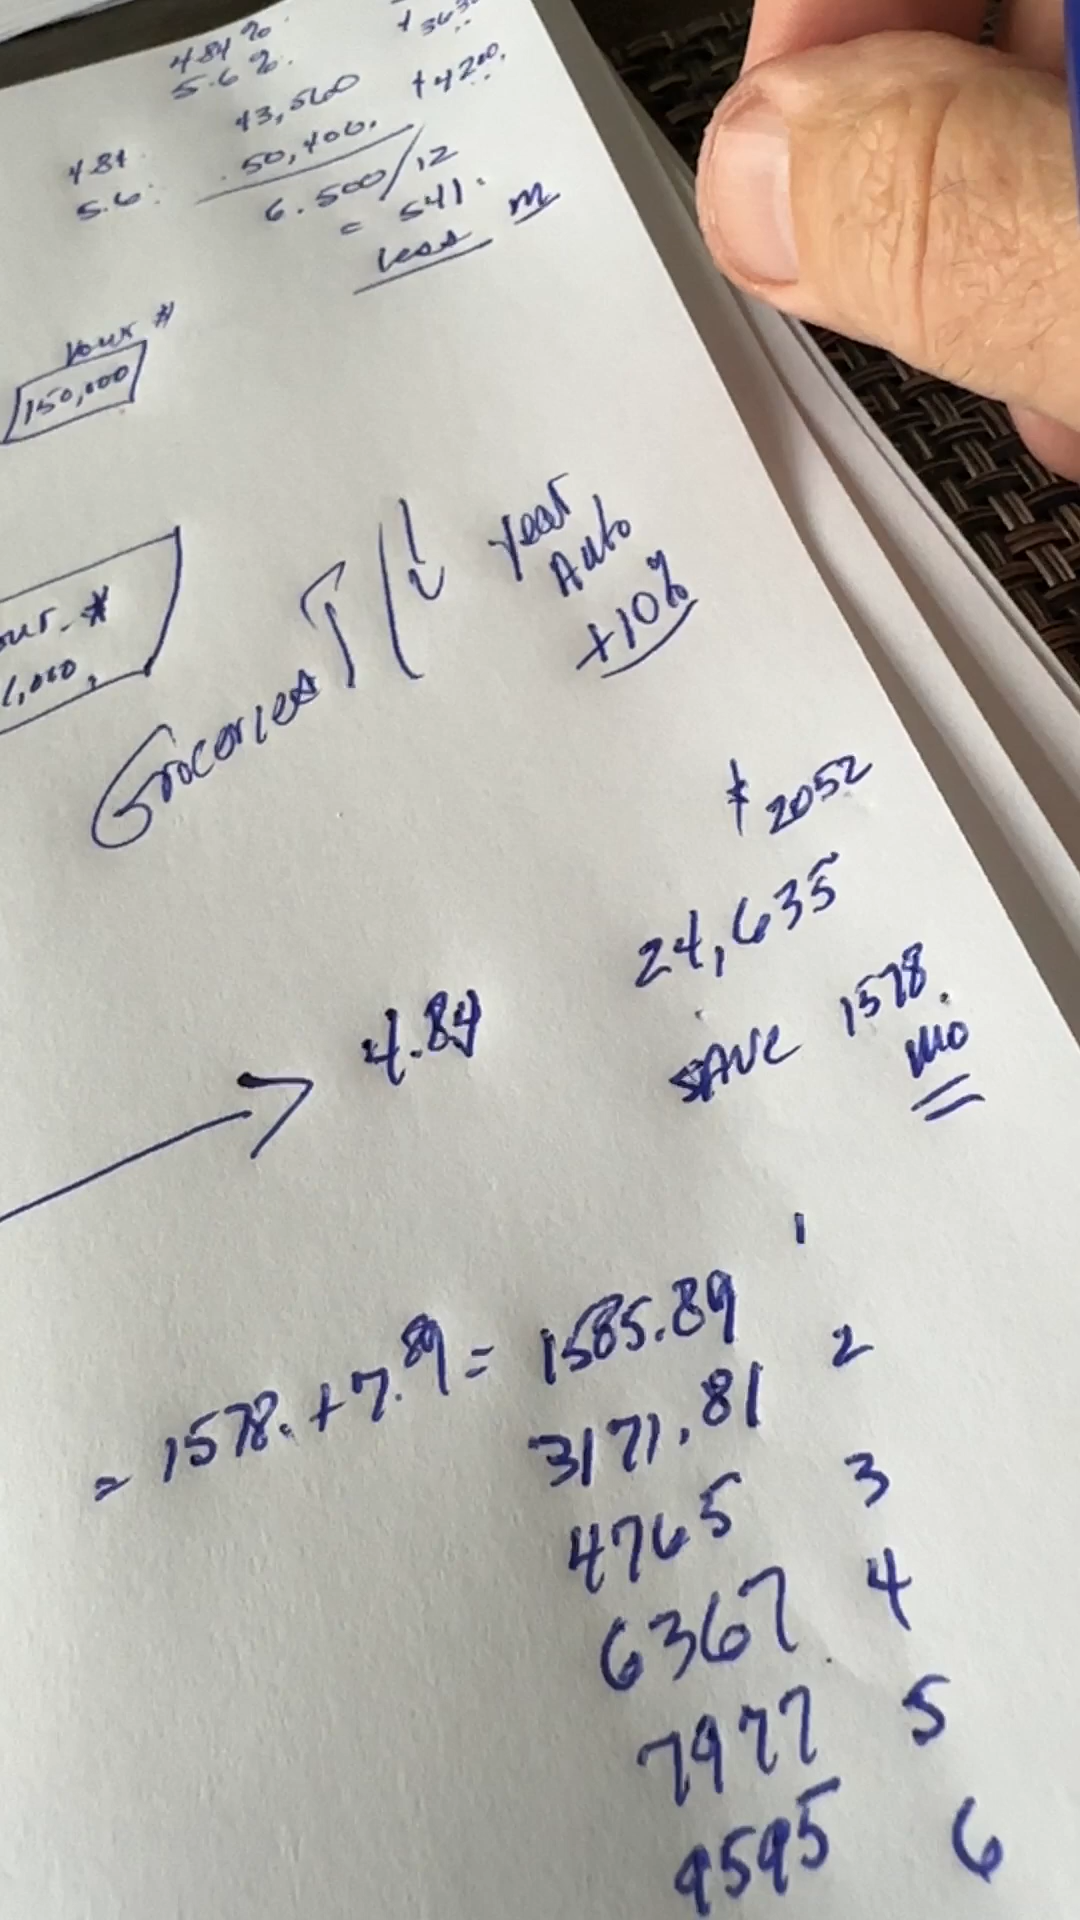 4.84%
5.6%.
43,560 + 3630
50,400. + 4200.
4.84
5.6.
6.500/12
= 541.
less m
your #
150,000
year
Auto
+10%
Groceries
$2052
24,635
SAVE 1578.
mo
4.84
1
= 1578. + 7.89 = 1585.89
3171.81 2
4765 3
6367 4
7977 5
9595 6